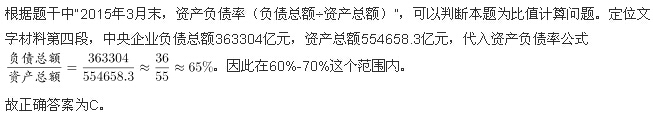 根据题干中“2015年3月末，资产负债率（负债总额÷资产总额）”，可以判断本题为比值计算问题。定位文
字材料第四段，中央企业负债总额363304亿元，资产总额554658.3亿元，代入资产负债率公式
负债总额/资产总额 = 363304/554658.3 ≈ 36/55 ≈ 65%。因此在60%-70%这个范围内。
故正确答案为C。